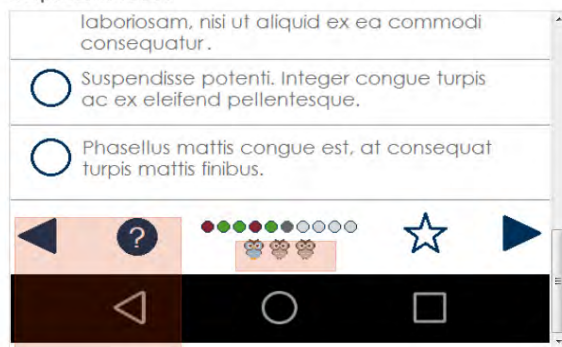 laboriosam, nisi ut aliquid ex ea commodi
consequatur.
Suspendisse potenti. Integer congue turpis
ac ex eleifend pellentesque.
Phasellus mattis congue est, at consequat
turpis mattis finibus.
?